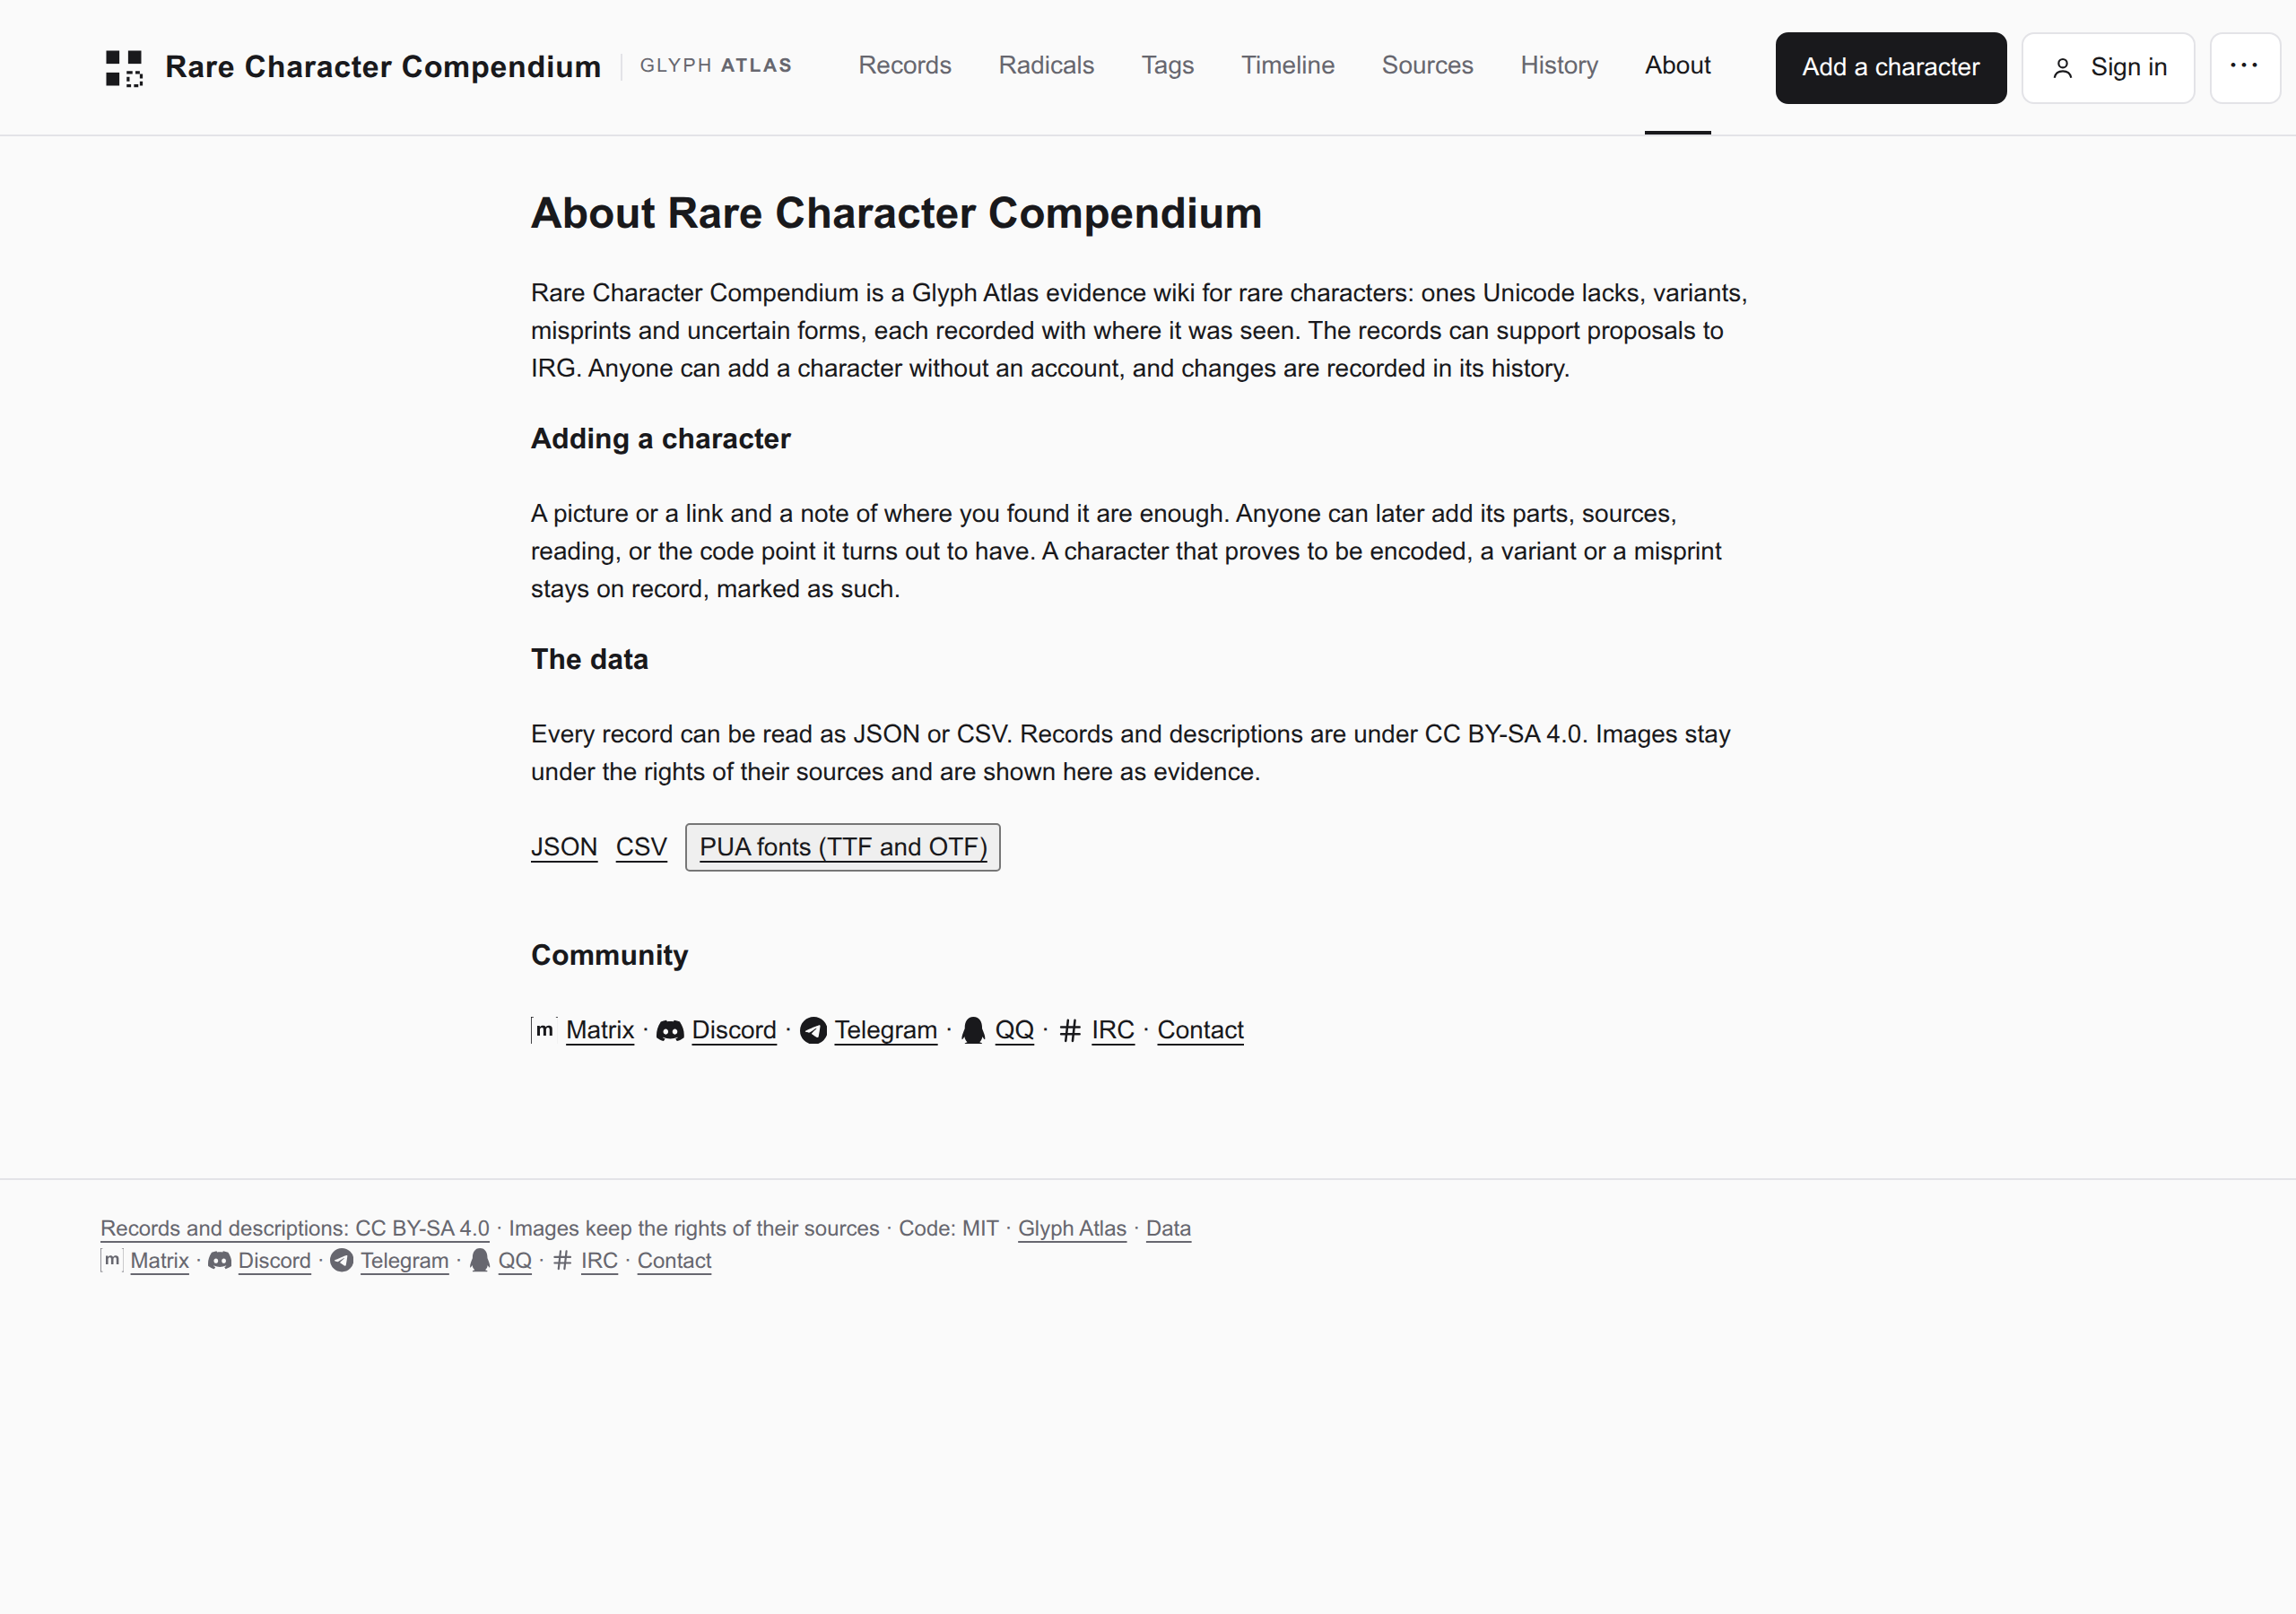 Rare Character Compendium
GLYPH ATLAS
Records
Radicals
Tags
Timeline
Sources
History
About
Add a character
Sign in
About Rare Character Compendium
Rare Character Compendium is a Glyph Atlas evidence wiki for rare characters: ones Unicode lacks, variants,
misprints and uncertain forms, each recorded with where it was seen. The records can support proposals to
IRG. Anyone can add a character without an account, and changes are recorded in its history.
Adding a character
A picture or a link and a note of where you found it are enough. Anyone can later add its parts, sources,
reading, or the code point it turns out to have. A character that proves to be encoded, a variant or a misprint
stays on record, marked as such.
The data
Every record can be read as JSON or CSV. Records and descriptions are under CC BY-SA 4.0. Images stay
under the rights of their sources and are shown here as evidence.
JSON CSV PUA fonts (TTF and OTF)
Community
[m] Matrix · Discord · Telegram · QQ · # IRC · Contact
Records and descriptions: CC BY-SA 4.0 · Images keep the rights of their sources · Code: MIT · Glyph Atlas · Data
[m] Matrix · Discord · Telegram · QQ · # IRC · Contact